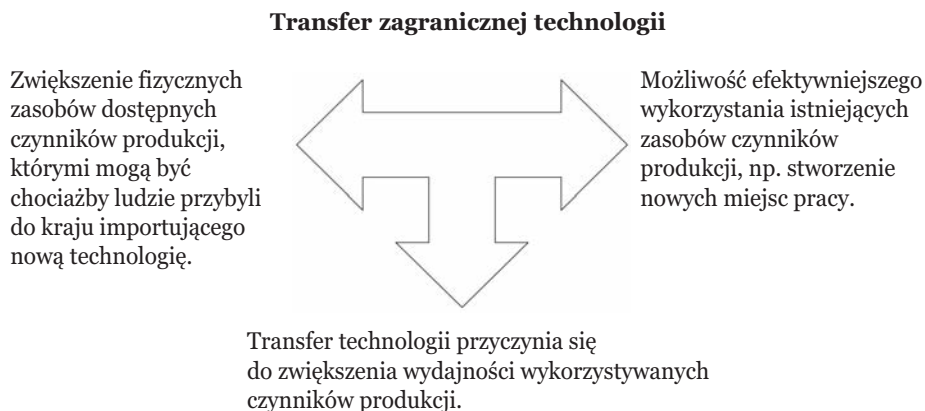 Transfer zagranicznej technologii
Zwiększenie fizycznych
zasobów dostępnych
czynników produkcji,
którymi mogą być
chociażby ludzie przybyli
do kraju importującego
nową technologię.
Możliwość efektywniejszego
wykorzystania istniejących
zasobów czynników
produkcji, np. stworzenie
nowych miejsc pracy.
Transfer technologii przyczynia się
do zwiększenia wydajności wykorzystywanych
czynników produkcji.